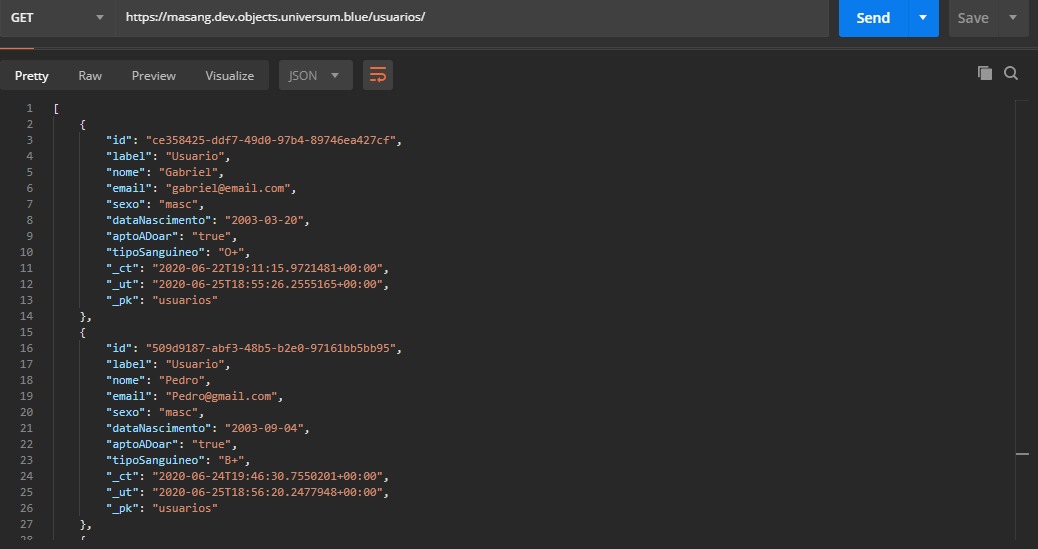 GET https://masang.dev.objects.universum.blue/usuarios/ Send Save
Pretty Raw Preview Visualize JSON
1 [
2 {
3 "id": "ce358425-ddf7-49d0-97b4-89746ea427cf",
4 "label": "Usuario",
5 "nome": "Gabriel",
6 "email": "gabriel@email.com",
7 "sexo": "masc",
8 "dataNascimento": "2003-03-20",
9 "aptoADoar": "true",
10 "tipoSanguineo": "O+",
11 "_ct": "2020-06-22T19:11:15.9721481+00:00",
12 "_ut": "2020-06-25T18:55:26.2555165+00:00",
13 "_pk": "usuarios"
14 },
15 {
16 "id": "509d9187-abf3-48b5-b2e0-97161bb5bb95",
17 "label": "Usuario",
18 "nome": "Pedro",
19 "email": "Pedro@gmail.com",
20 "sexo": "masc",
21 "dataNascimento": "2003-09-04",
22 "aptoADoar": "true",
23 "tipoSanguineo": "B+",
24 "_ct": "2020-06-24T19:46:30.7550201+00:00",
25 "_ut": "2020-06-25T18:56:20.2477948+00:00",
26 "_pk": "usuarios"
27 },
28 {